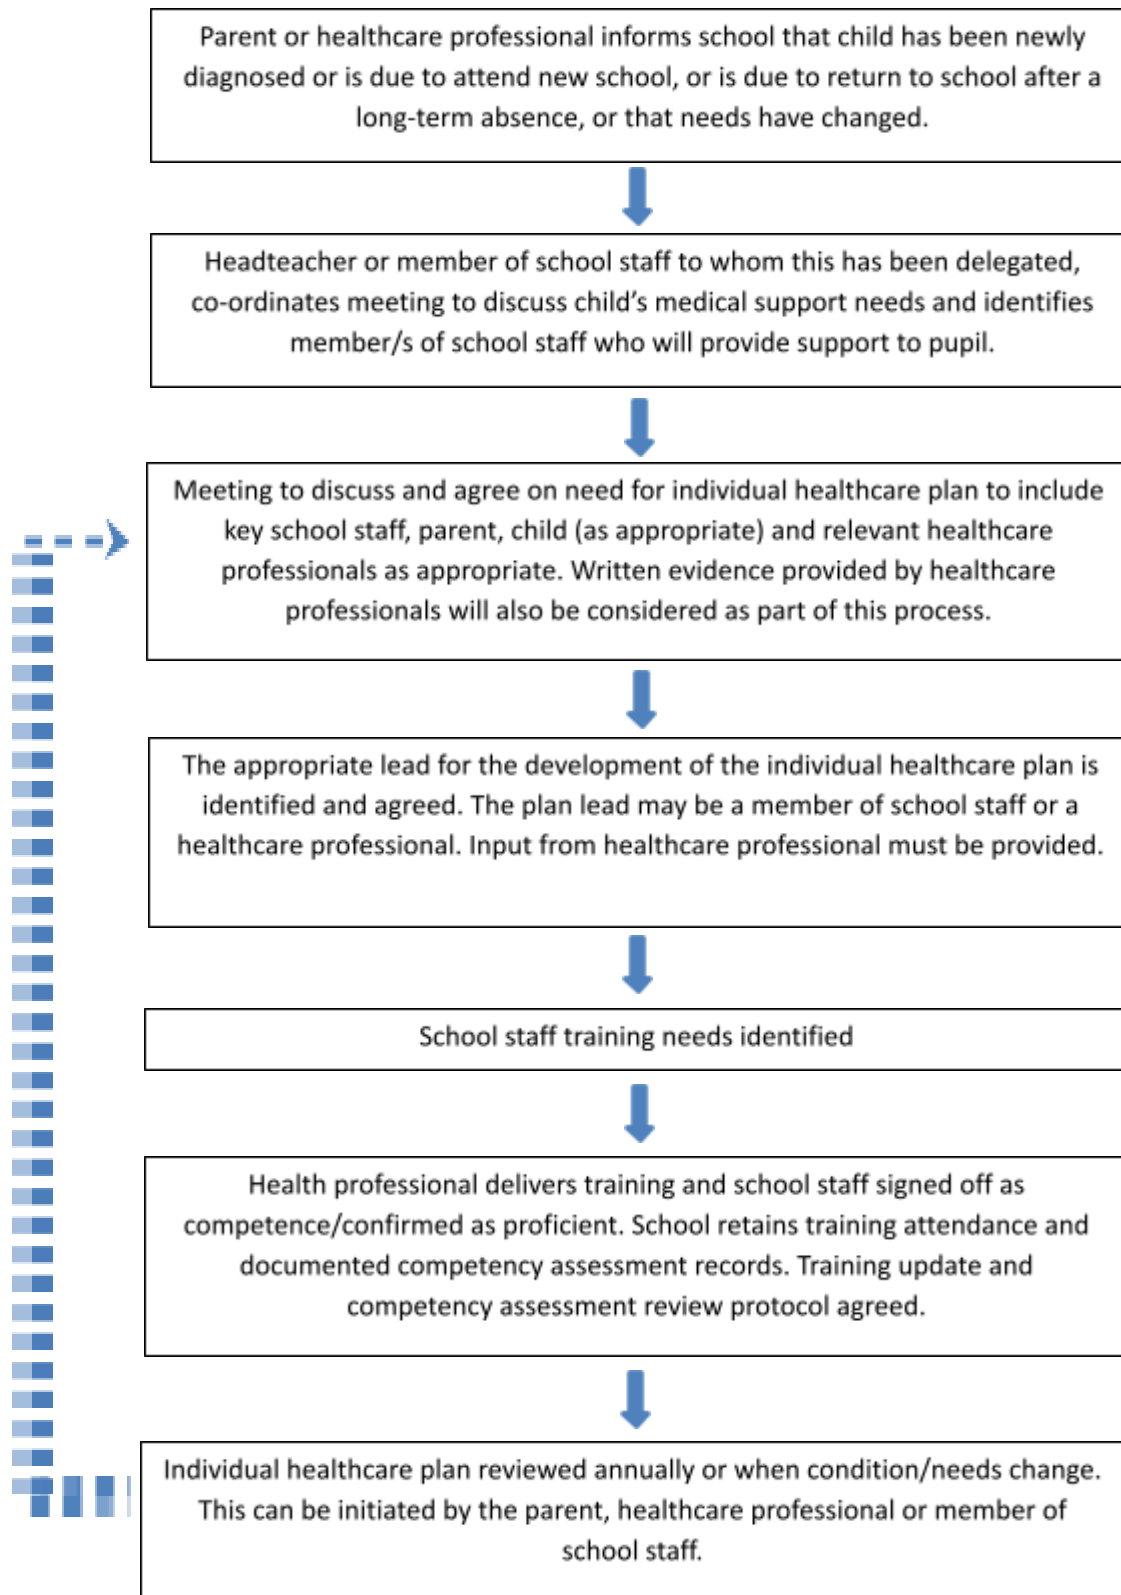 Parent or healthcare professional informs school that child has been newly
diagnosed or is due to attend new school, or is due to return to school after a
long-term absence, or that needs have changed.
Headteacher or member of school staff to whom this has been delegated,
co-ordinates meeting to discuss child’s medical support needs and identifies
member/s of school staff who will provide support to pupil.
Meeting to discuss and agree on need for individual healthcare plan to include
key school staff, parent, child (as appropriate) and relevant healthcare
professionals as appropriate. Written evidence provided by healthcare
professionals will also be considered as part of this process.
The appropriate lead for the development of the individual healthcare plan is
identified and agreed. The plan lead may be a member of school staff or a
healthcare professional. Input from healthcare professional must be provided.
School staff training needs identified
Health professional delivers training and school staff signed off as
competence/confirmed as proficient. School retains training attendance and
documented competency assessment records. Training update and
competency assessment review protocol agreed.
Individual healthcare plan reviewed annually or when condition/needs change.
This can be initiated by the parent, healthcare professional or member of
school staff.